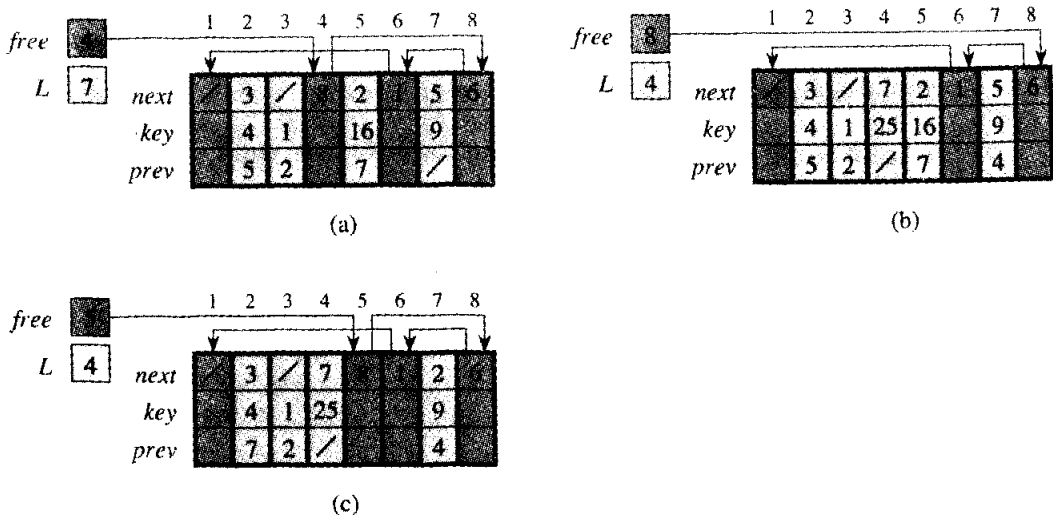 1 2 3 4 5 6 7 8
free 4
L 7
next / 3 / 8 2 1 5 6
key 4 1 16 9
prev 5 2 7 /
(a)
1 2 3 4 5 6 7 8
free 8
L 4
next / 3 / 7 2 1 5 6
key 4 1 25 16 9
prev 5 2 / 7 4
(b)
1 2 3 4 5 6 7 8
free 5
L 4
next / 3 / 7 8 1 2 6
key 4 1 25 9
prev 7 2 / 4
(c)